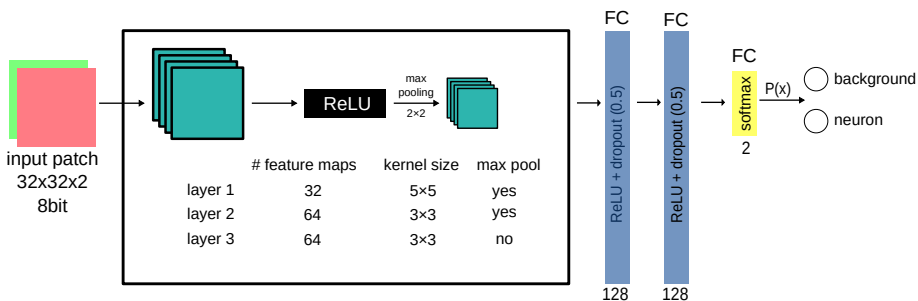 input patch
32x32x2
8bit
ReLU
max
pooling
2×2
# feature maps kernel size max pool
layer 1 32 5×5 yes
layer 2 64 3×3 yes
layer 3 64 3×3 no
FC
ReLU + dropout (0.5)
128
FC
ReLU + dropout (0.5)
128
FC
softmax
2
P(x)
background
neuron